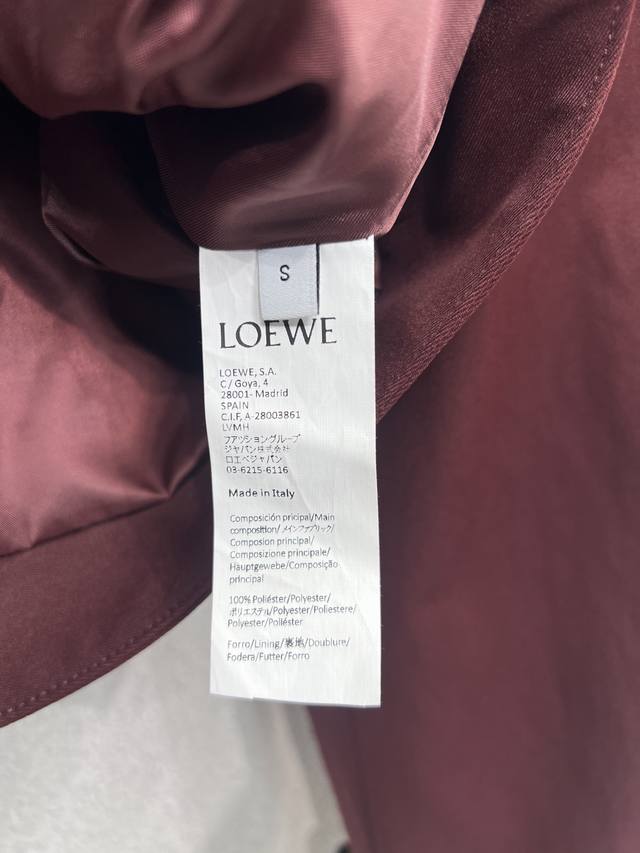 S
LOEWE
LOEWE, S.A.
C/ Goya, 4
28001- Madrid
SPAIN
C.I.F, A-28003861
LVMH
ファッショングループ
ジャパン株式会社
ロエベジャパン
03-6215-6116
Made in Italy
Composición pricipal/Main
composition/メインファブリック/
Composion principal/
Composizione principale/
Hauptgewebe/Composição
principal
100% Poliéster/Polyester/
ポリエステル/Polyester/Poliestere/
Polyester/Poliéster
Forro/Lining/裏地/Doublure/
Fodera/Futter/Forro